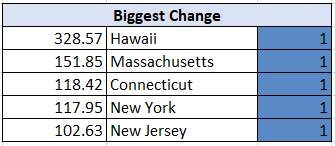 Biggest Change
328.57 Hawaii 1
151.85 Massachusetts 1
118.42 Connecticut 1
117.95 New York 1
102.63 New Jersey 1